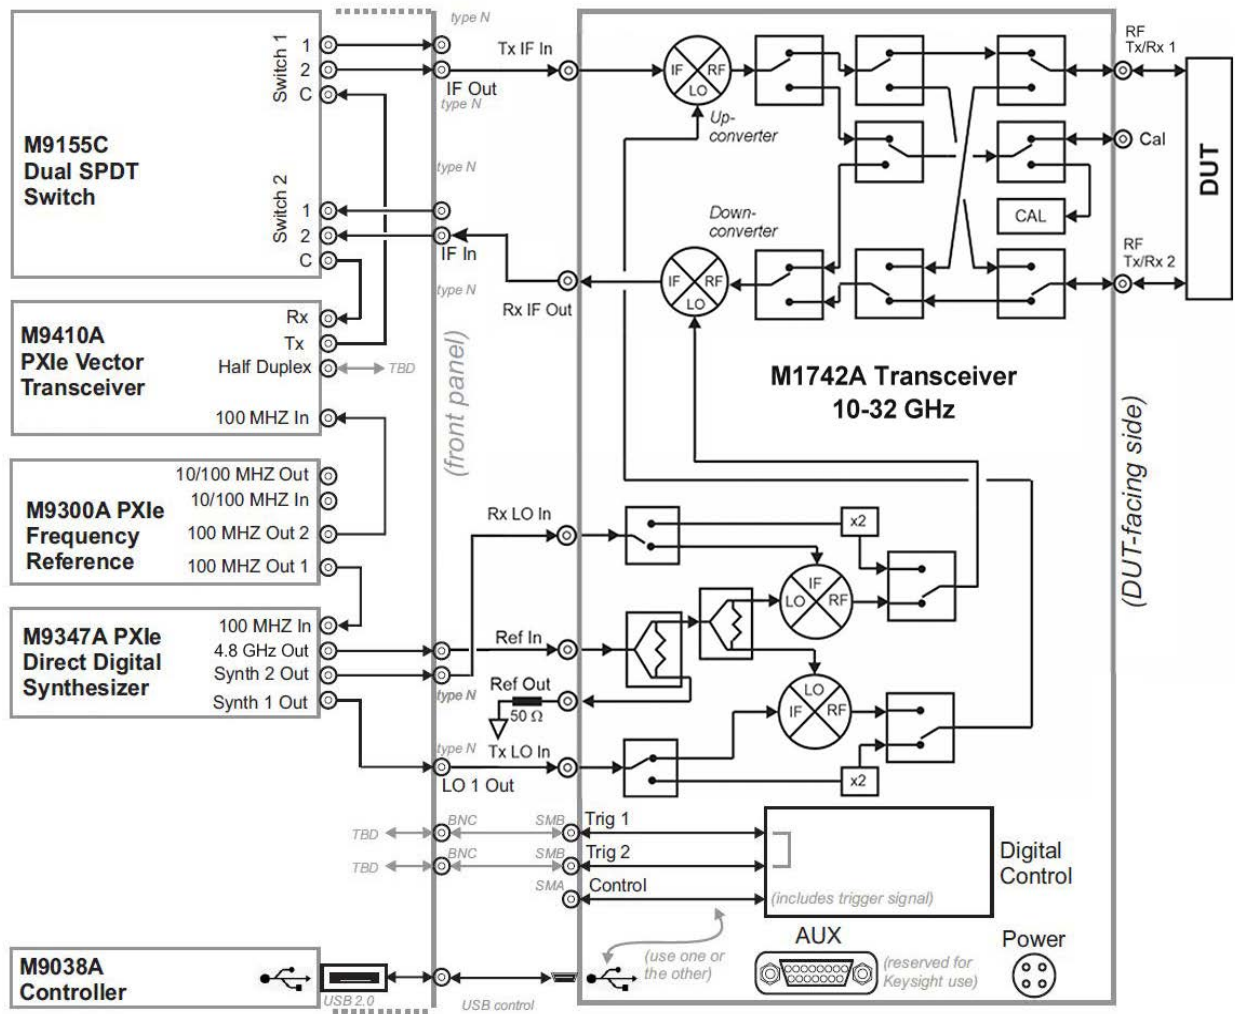 type N
Switch 1
1
2
C
M9155C
Dual SPDT
Switch
Switch 2
1
2
C
IF Out
type N
type N
IF In
type N
Tx IF In
Rx IF Out
IF
RF
LO
Up-
converter
Down-
converter
IF
RF
LO
CAL
RF
Tx/Rx 1
Cal
RF
Tx/Rx 2
DUT
M9410A
PXIe Vector
Transceiver
Rx
Tx
Half Duplex
TBD
100 MHZ In
(front panel)
M1742A Transceiver
10-32 GHz
(DUT-facing side)
M9300A PXIe
Frequency
Reference
10/100 MHZ Out
10/100 MHZ In
100 MHZ Out 2
100 MHZ Out 1
M9347A PXIe
Direct Digital
Synthesizer
100 MHZ In
4.8 GHz Out
Synth 2 Out
Synth 1 Out
type N
type N
LO 1 Out
Rx LO In
Ref In
Ref Out
50 Ω
Tx LO In
x2
IF
LO
RF
LO
IF
RF
x2
TBD
BNC
SMB
Trig 1
TBD
BNC
SMB
Trig 2
SMA
Control
(includes trigger signal)
Digital
Control
(use one or
the other)
AUX
(reserved for
Keysight use)
Power
M9038A
Controller
USB 2.0
USB control